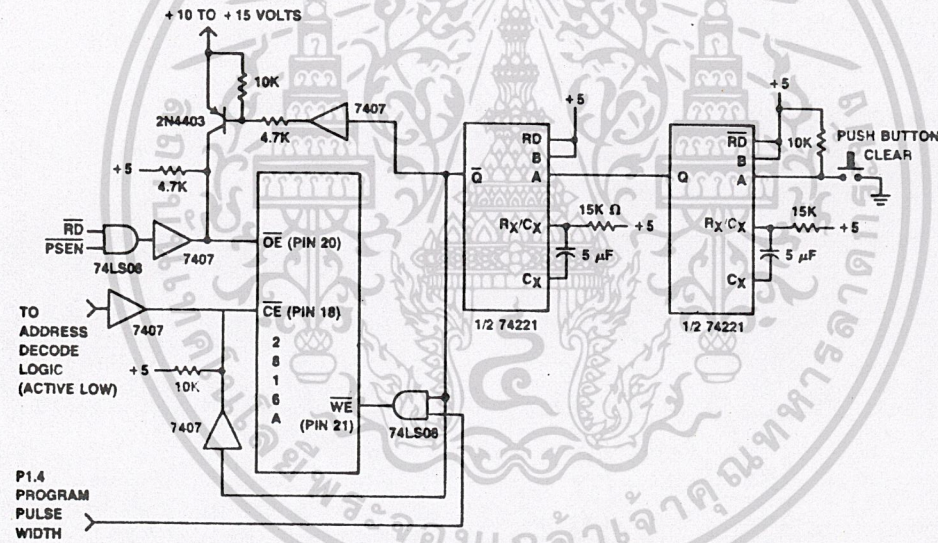 +10 TO +15 VOLTS
10K
7407
2N4403
4.7K
+5
4.7K
RD
PSEN
74LS08
7407
OE (PIN 20)
TO
ADDRESS
DECODE
LOGIC
(ACTIVE LOW)
7407
CE (PIN 18)
2
8
1
6
A
+5
10K
7407
WE
(PIN 21)
74LS08
P1.4
PROGRAM
PULSE
WIDTH
+5
RD
B
Q
A
RX/CX
15K Ω
+5
5 µF
CX
1/2 74221
+5
RD
B
10K
PUSH BUTTON
CLEAR
Q
A
RX/CX
15K
+5
5 µF
CX
1/2 74221